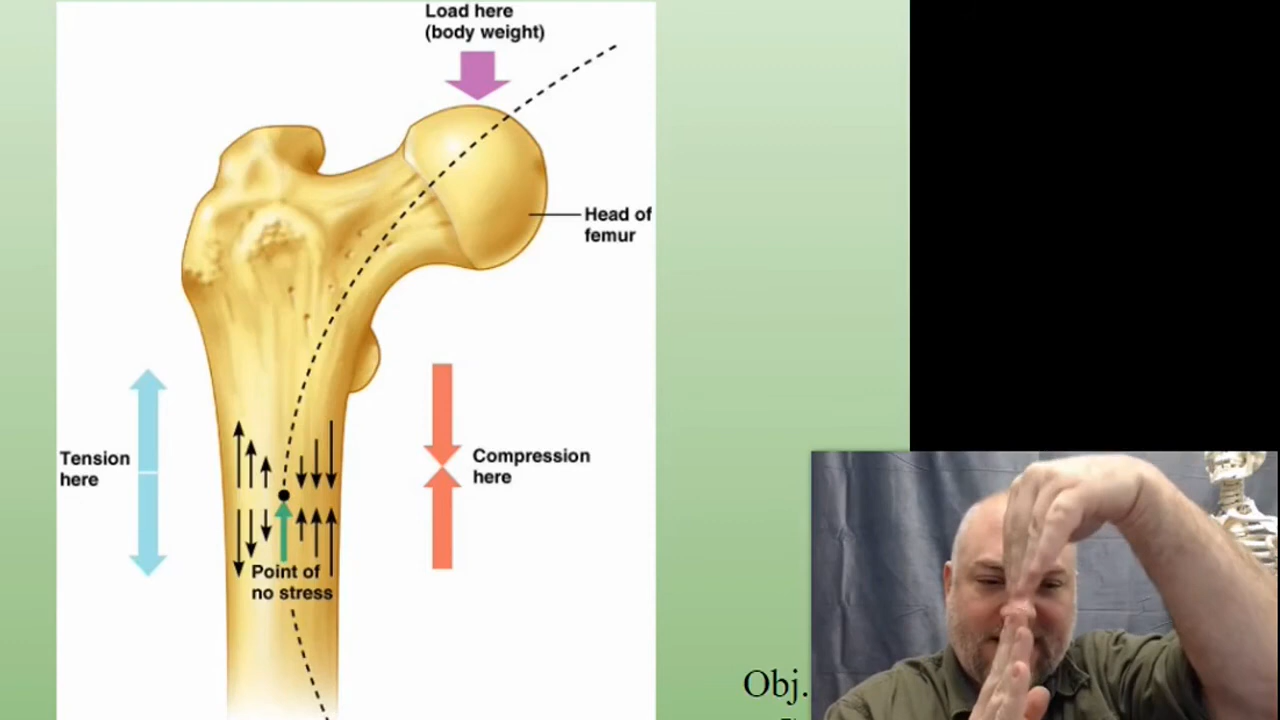 Load here
(body weight)
Head of
femur
Tension
here
Compression
here
Point of
no stress
Obj.